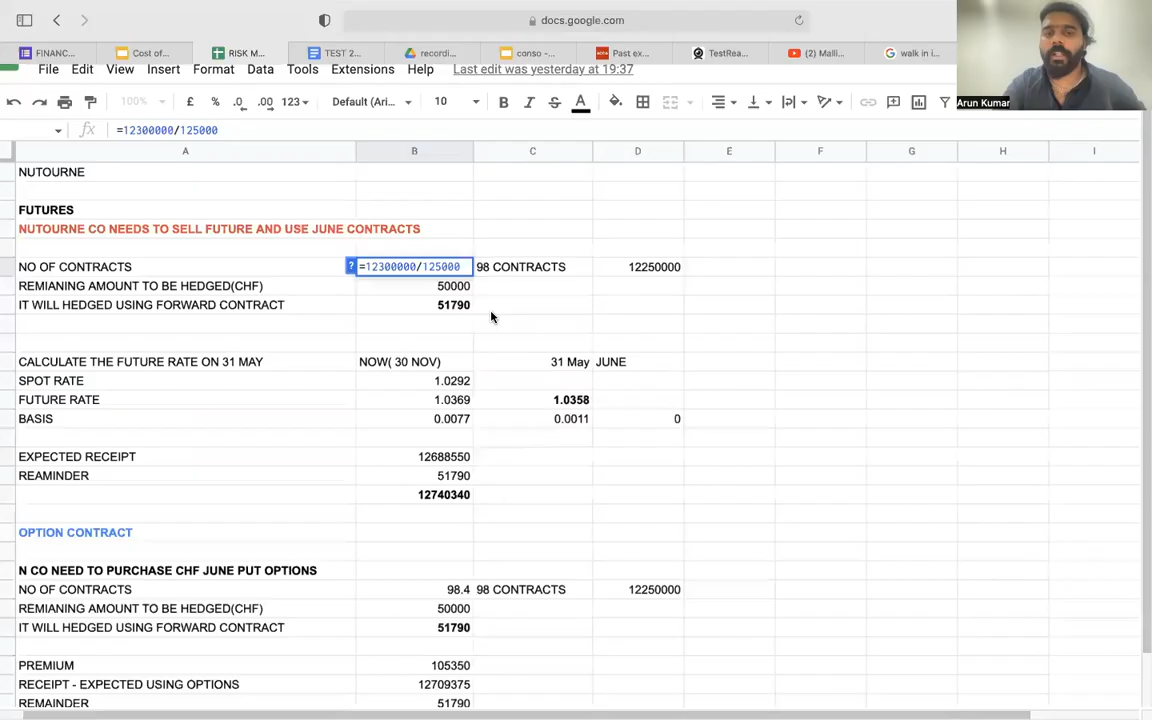 docs.google.com
FINANC...
Cost of...
RISK M...
TEST 2...
recordi...
conso -...
Past ex...
TestRea...
(2) Malli...
walk in i...
File Edit View Insert Format Data Tools Extensions Help Last edit was yesterday at 19:37
100% £ % .0 .00 123 Default (Ari... 10 B I S A
Arun Kumar
fx =12300000/125000
A B C D E F G H I
NUTOURNE
FUTURES
NUTOURNE CO NEEDS TO SELL FUTURE AND USE JUNE CONTRACTS
NO OF CONTRACTS ? =12300000/125000 98 CONTRACTS 12250000
REMIANING AMOUNT TO BE HEDGED(CHF) 50000
IT WILL HEDGED USING FORWARD CONTRACT 51790
CALCULATE THE FUTURE RATE ON 31 MAY NOW( 30 NOV) 31 May JUNE
SPOT RATE 1.0292
FUTURE RATE 1.0369 1.0358
BASIS 0.0077 0.0011 0
EXPECTED RECEIPT 12688550
REAMINDER 51790
12740340
OPTION CONTRACT
N CO NEED TO PURCHASE CHF JUNE PUT OPTIONS
NO OF CONTRACTS 98.4 98 CONTRACTS 12250000
REMIANING AMOUNT TO BE HEDGED(CHF) 50000
IT WILL HEDGED USING FORWARD CONTRACT 51790
PREMIUM 105350
RECEIPT - EXPECTED USING OPTIONS 12709375
REMAINDER 51790